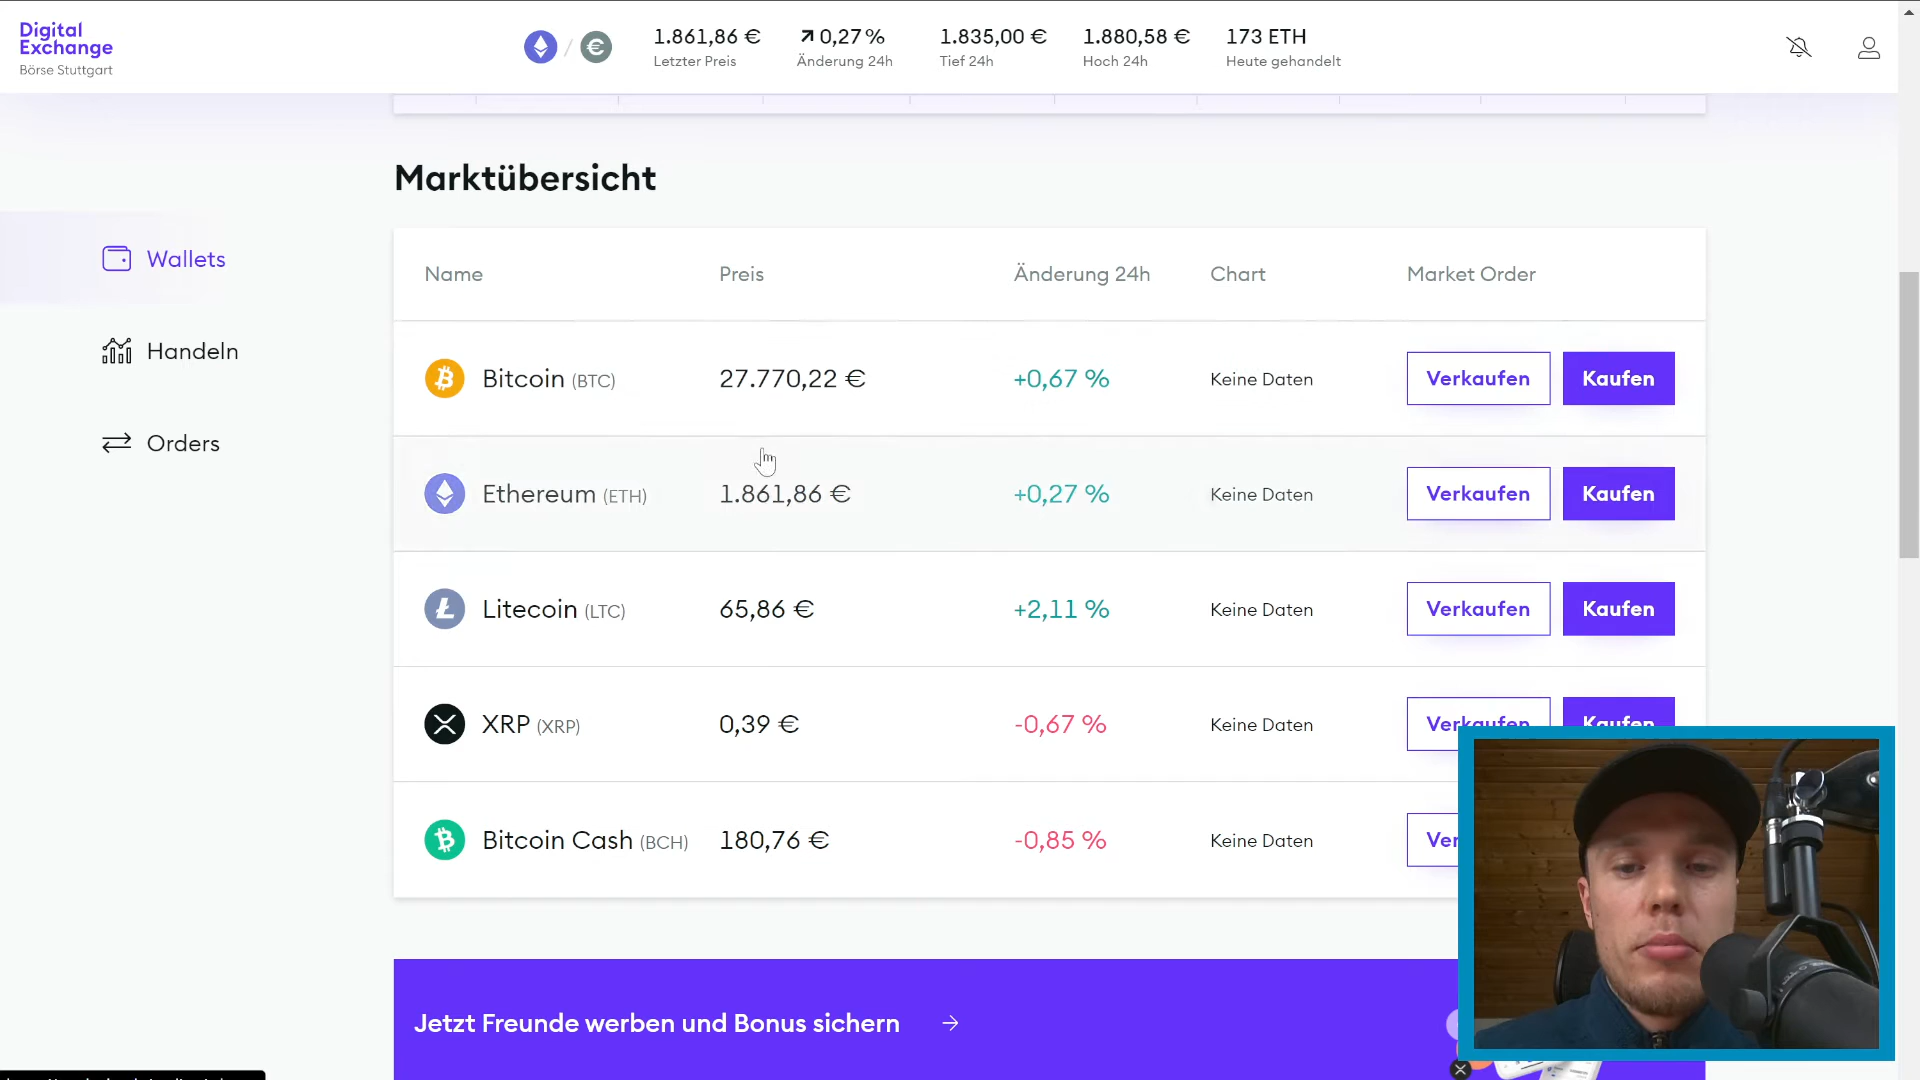 Digital
Exchange
Börse Stuttgart
1.861,86 €
Letzter Preis
0,27 %
Änderung 24h
1.835,00 €
Tief 24h
1.880,58 €
Hoch 24h
173 ETH
Heute gehandelt
Marktübersicht
Wallets
Handeln
Orders
Name Preis Änderung 24h Chart Market Order
Bitcoin (BTC) 27.770,22 € +0,67 % Keine Daten Verkaufen Kaufen
Ethereum (ETH) 1.861,86 € +0,27 % Keine Daten Verkaufen Kaufen
Litecoin (LTC) 65,86 € +2,11 % Keine Daten Verkaufen Kaufen
XRP (XRP) 0,39 € -0,67 % Keine Daten Verkaufen Kaufen
Bitcoin Cash (BCH) 180,76 € -0,85 % Keine Daten Ver
Jetzt Freunde werben und Bonus sichern